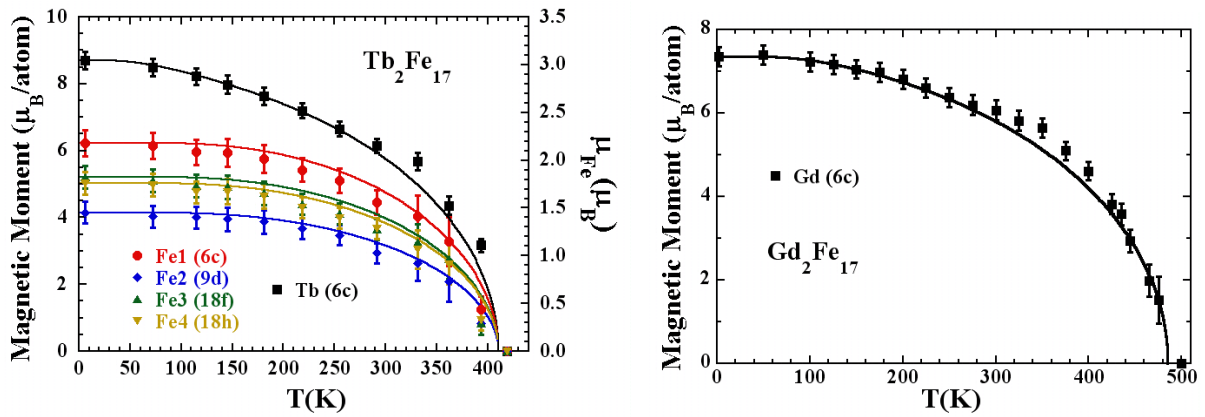 Magnetic Moment (μB/atom)
10
8
6
4
2
0
Tb2Fe17
Fe1 (6c)
Fe2 (9d)
Fe3 (18f)
Fe4 (18h)
Tb (6c)
3.5
3.0
2.5
2.0
1.5
1.0
0.5
0.0
μFe (μB)
0 50 100 150 200 250 300 350 400
T(K)
Magnetic Moment (μB/atom)
8
6
4
2
0
Gd (6c)
Gd2Fe17
0 100 200 300 400 500
T(K)